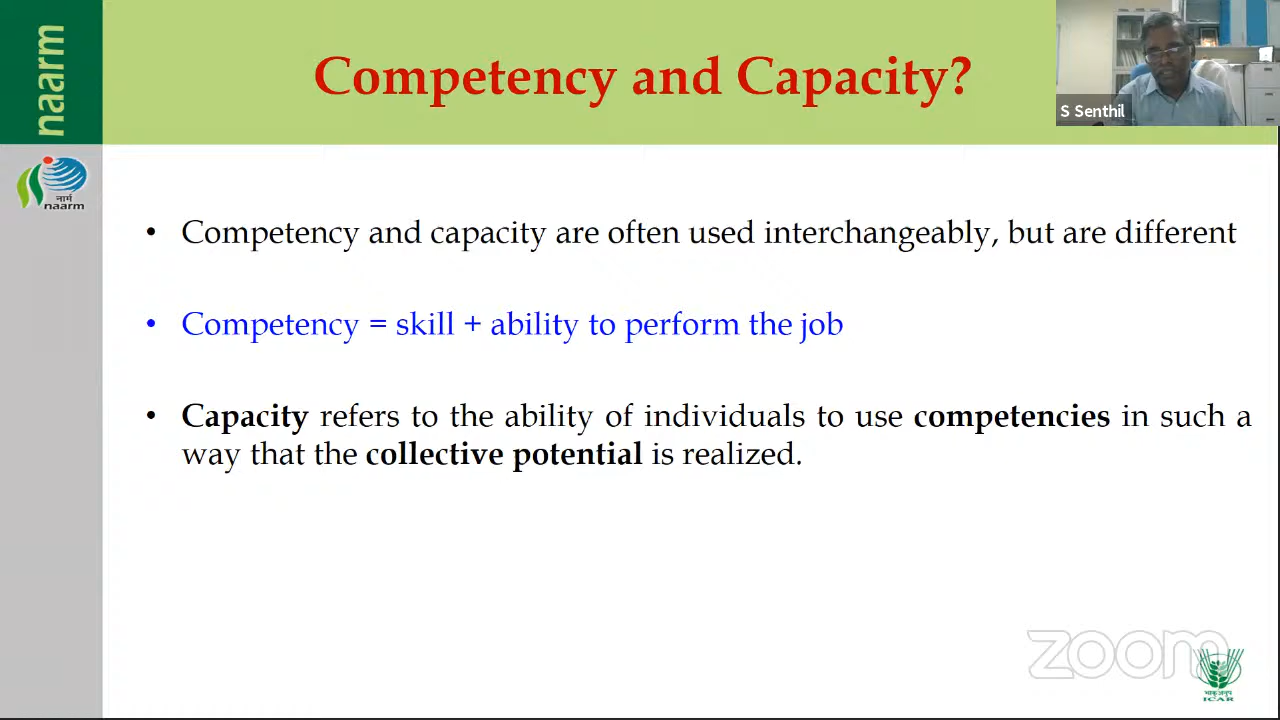 naarm
Competency and Capacity?
S Senthil
नार्म
naarm
• Competency and capacity are often used interchangeably, but are different
• Competency = skill + ability to perform the job
• Capacity refers to the ability of individuals to use competencies in such a
way that the collective potential is realized.
zoom
भाकृअनुप
ICAR